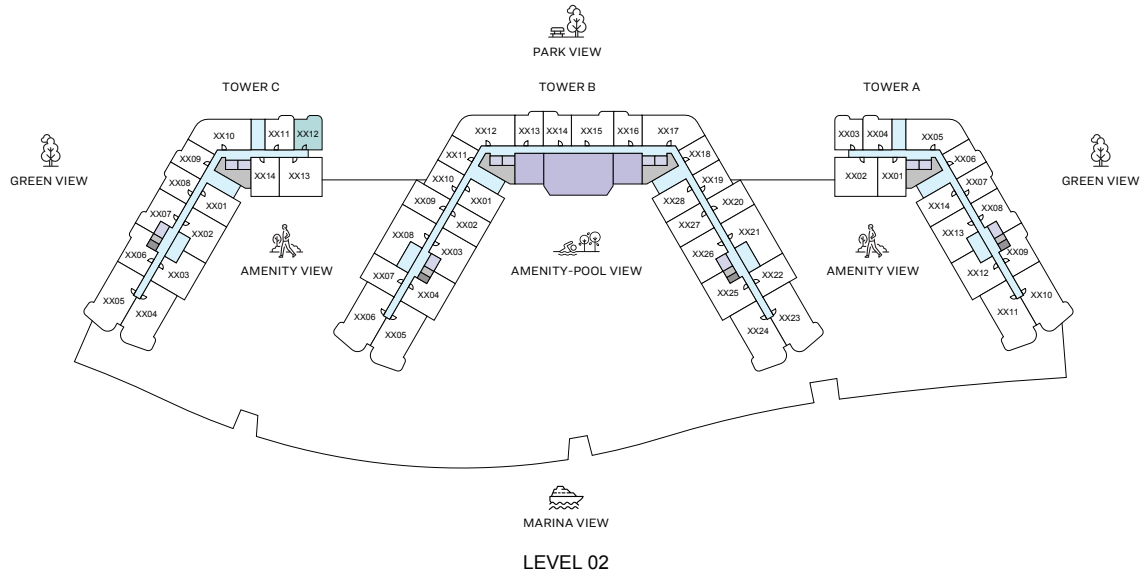 PARK VIEW
TOWER C
TOWER B
TOWER A
XX10
XX11
XX12
XX09
XX08
XX14
XX13
XX01
XX07
XX02
XX06
XX03
XX05
XX04
XX12
XX13
XX14
XX15
XX16
XX17
XX11
XX18
XX10
XX19
XX09
XX01
XX28
XX20
XX08
XX02
XX27
XX21
XX03
XX26
XX07
XX04
XX25
XX22
XX06
XX05
XX24
XX23
XX03
XX04
XX05
XX02
XX01
XX06
XX07
XX14
XX08
XX13
XX09
XX12
XX10
XX11
GREEN VIEW
GREEN VIEW
AMENITY VIEW
AMENITY-POOL VIEW
AMENITY VIEW
MARINA VIEW
LEVEL 02